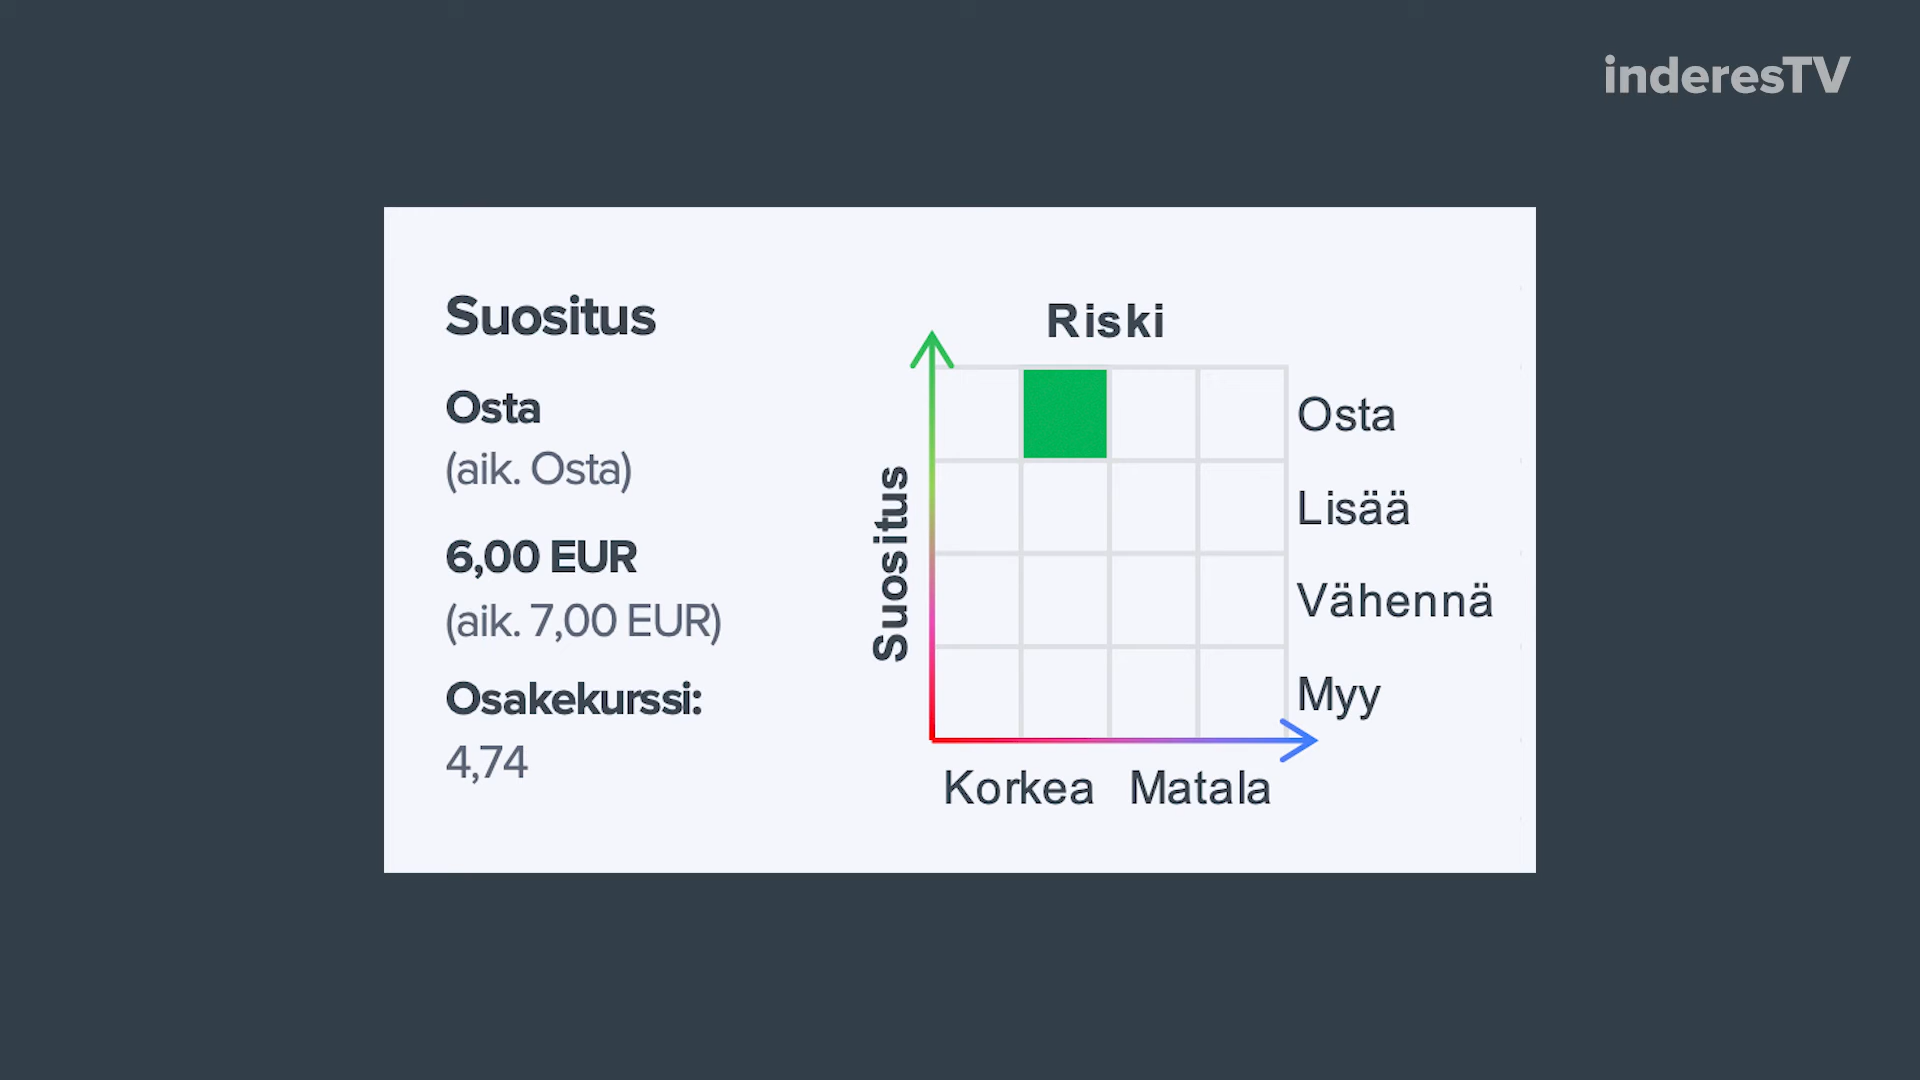 inderesTV
Suositus
Osta
(aik. Osta)
6,00 EUR
(aik. 7,00 EUR)
Osakekurssi:
4,74
Riski
Suositus
Osta
Lisää
Vähennä
Myy
Korkea Matala